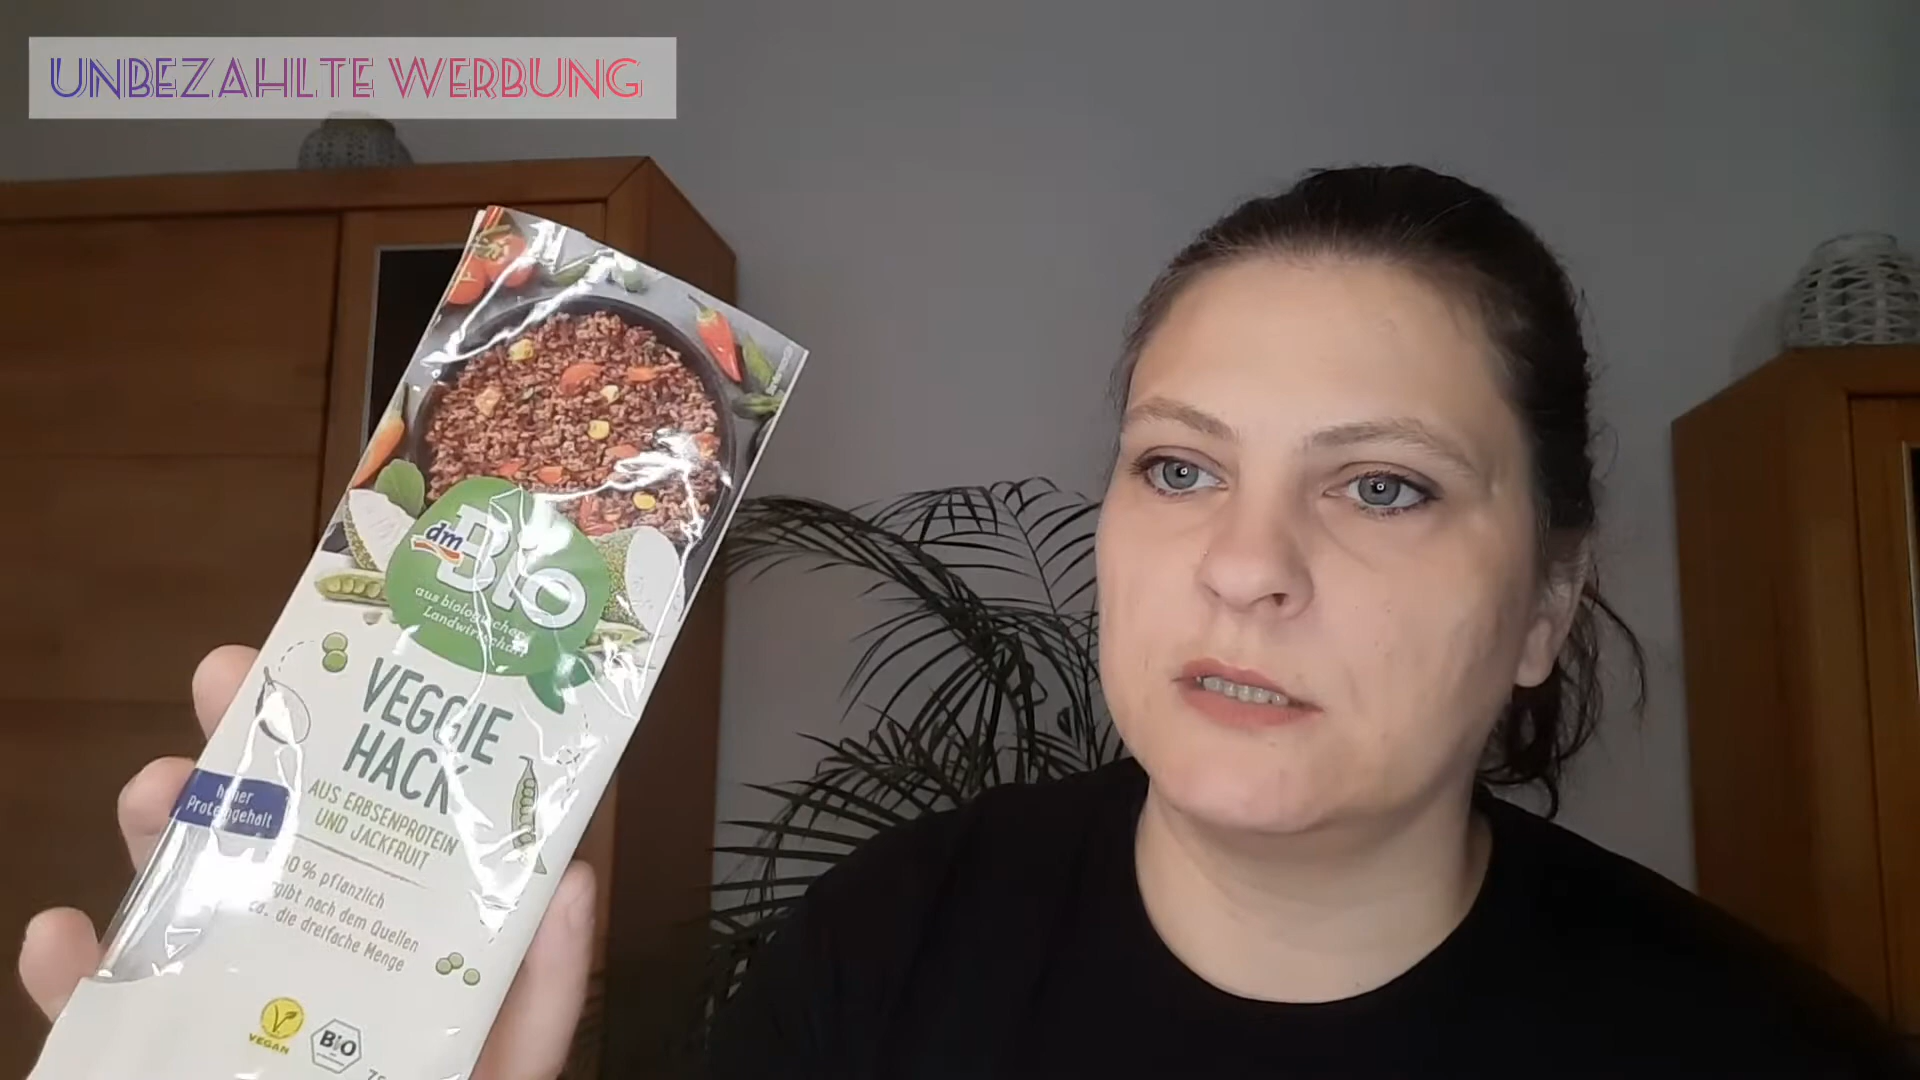 UNBEZAHLTE WERBUNG
dm
BiO
aus biologischer
Landwirtschaft
VEGGIE
HACK
AUS ERBSENPROTEIN
UND JACKFRUIT
hoher
Proteingehalt
% pflanzlich
ergibt nach dem Quellen
ca. die dreifache Menge
VEGAN
BiO